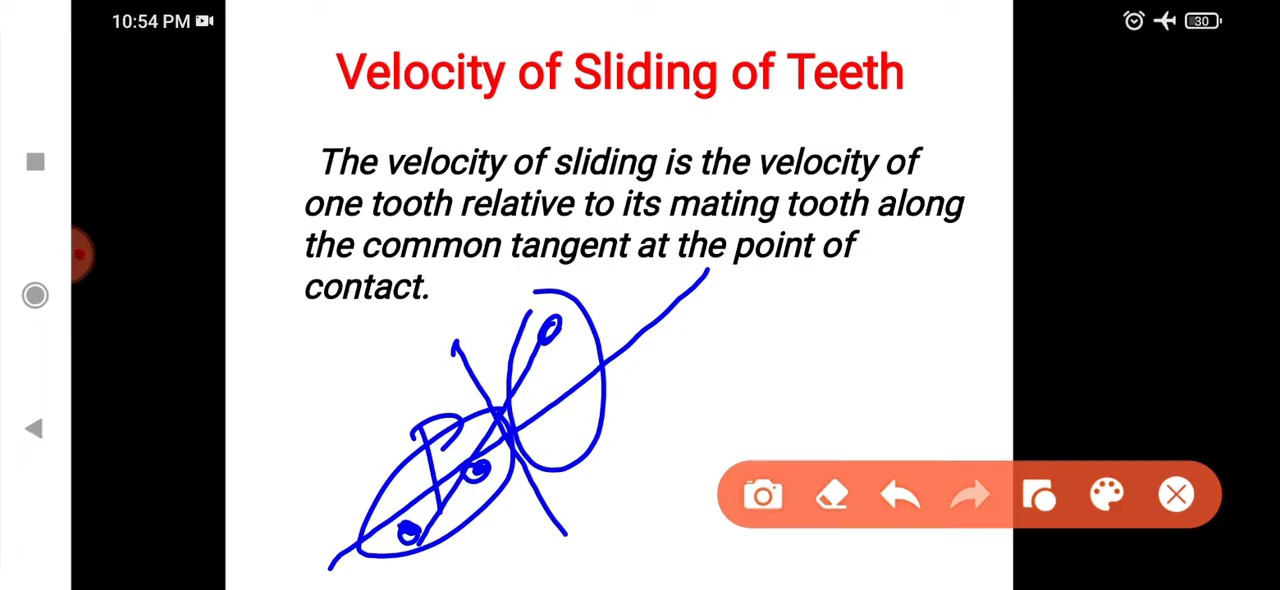 10:54 PM
30
Velocity of Sliding of Teeth
The velocity of sliding is the velocity of
one tooth relative to its mating tooth along
the common tangent at the point of
contact.
P